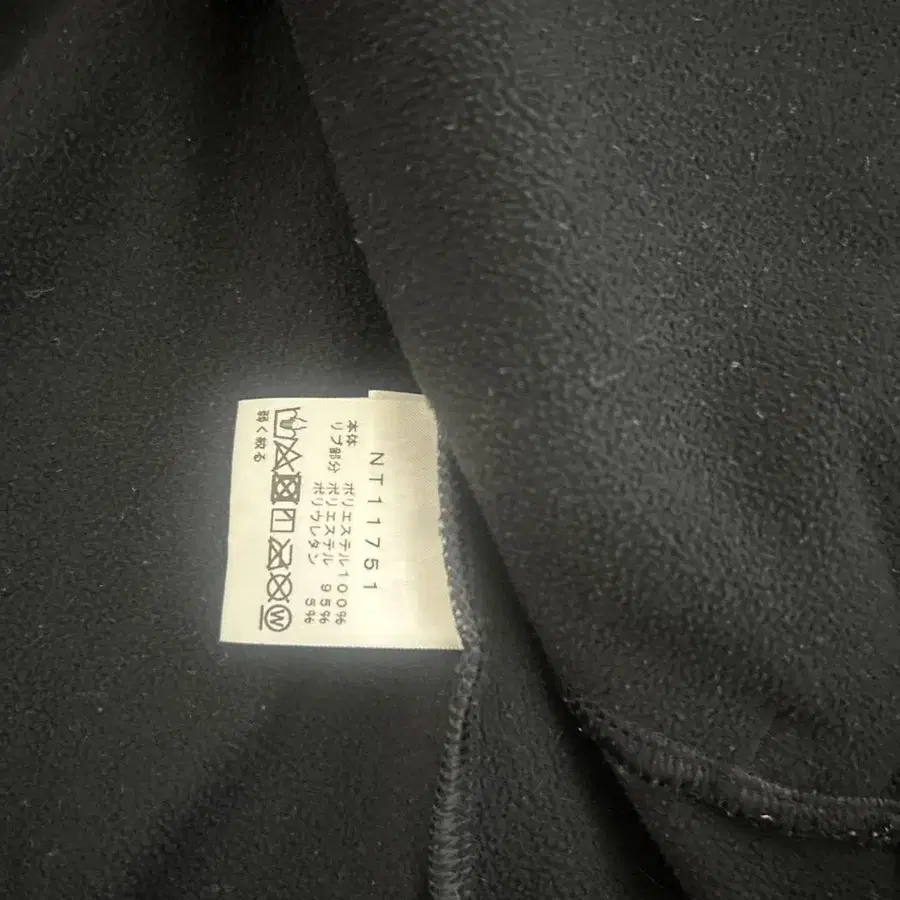 NT11751
本体 ポリエステル100%
リブ部分 ポリエステル 95%
ポリウレタン 5%
W
弱く絞る